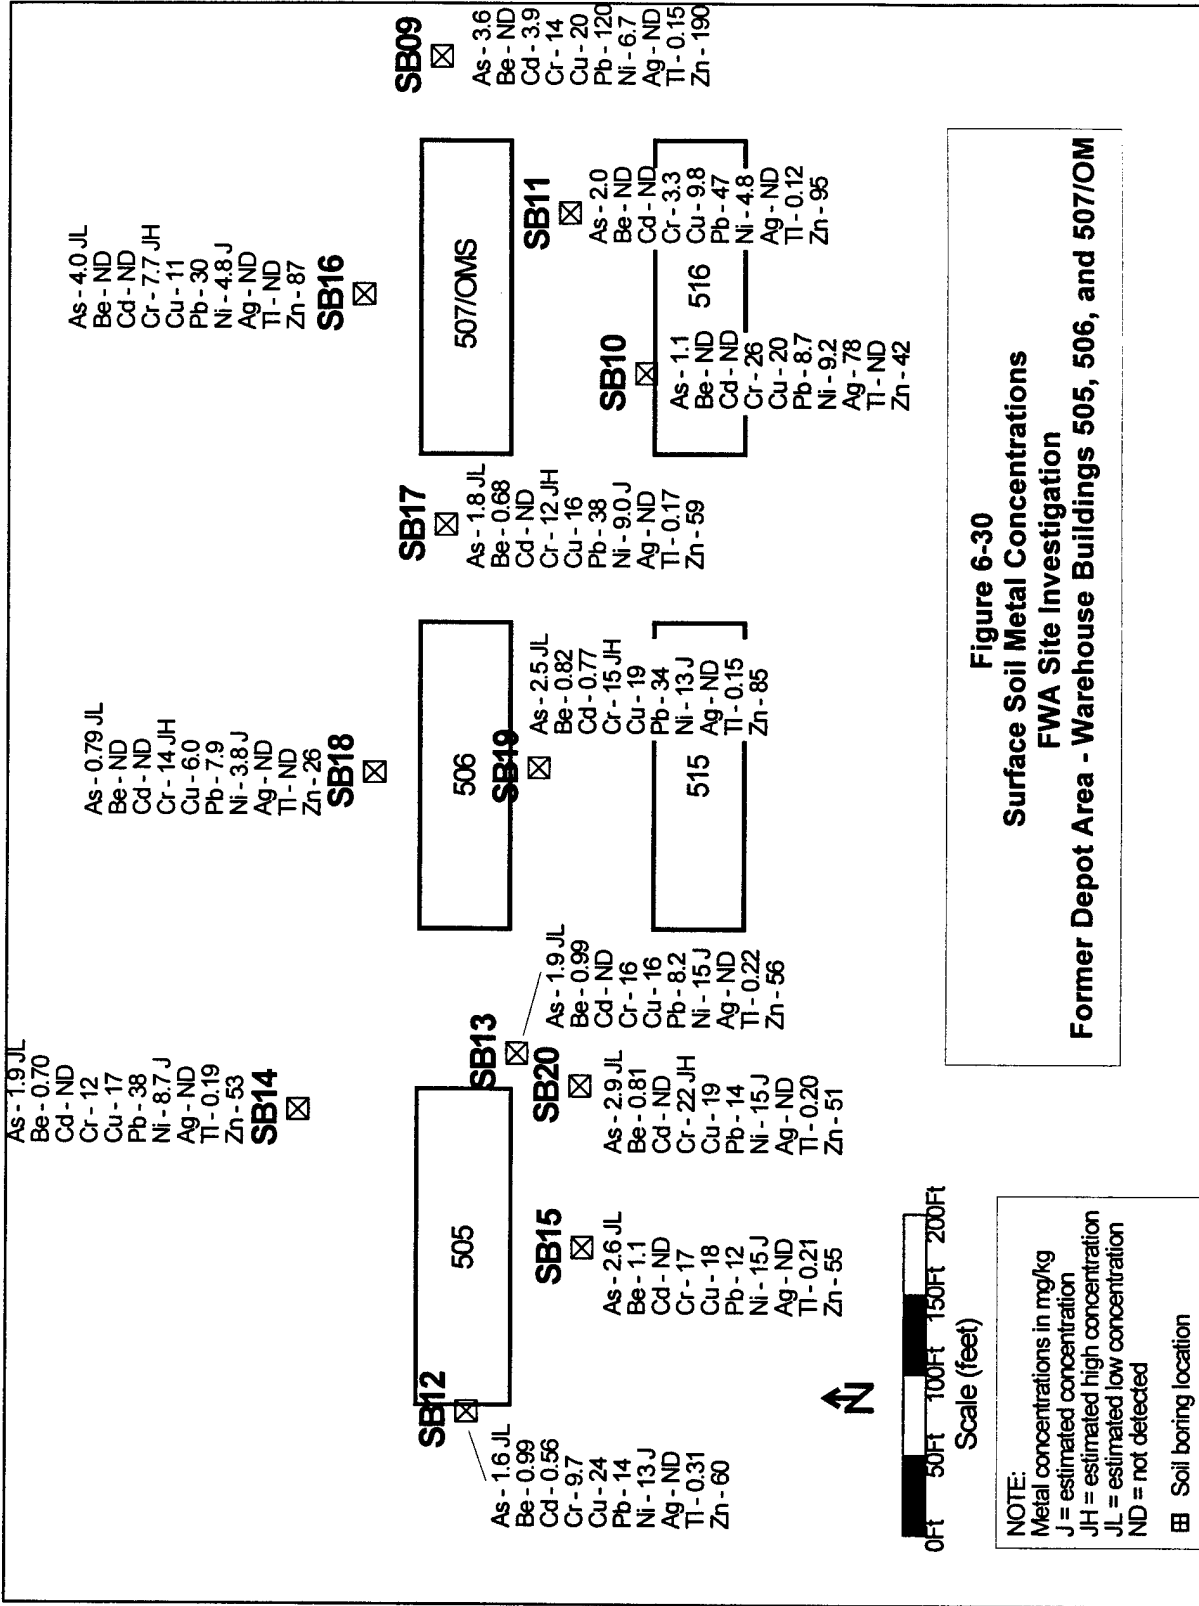 As - 1.9 JL
Be - 0.70
Cd - ND
Cr - 12
Cu - 17
Pb - 38
Ni - 8.7 J
Ag - ND
Tl - 0.19
Zn - 53
SB14
As - 0.79 JL
Be - ND
Cd - ND
Cr - 14 JH
Cu - 6.0
Pb - 7.9
Ni - 3.8 J
Ag - ND
Tl - ND
Zn - 26
SB18
As - 4.0 JL
Be - ND
Cd - ND
Cr - 7.7 JH
Cu - 11
Pb - 30
Ni - 4.8 J
Ag - ND
Tl - ND
Zn - 87
SB16
SB09
As - 3.6
Be - ND
Cd - 3.9
Cr - 14
Cu - 20
Pb - 120
Ni - 6.7
Ag - ND
Tl - 0.15
Zn - 190
SB12
As - 1.6 JL
Be - 0.99
Cd - 0.56
Cr - 9.7
Cu - 24
Pb - 14
Ni - 13 J
Ag - ND
Tl - 0.31
Zn - 60
505
506
507/OMS
SB17
As - 1.8 JL
Be - 0.68
Cd - ND
Cr - 12 JH
Cu - 16
Pb - 38
Ni - 9.0 J
Ag - ND
Tl - 0.17
Zn - 59
SB15
As - 2.6 JL
Be - 1.1
Cd - ND
Cr - 17
Cu - 18
Pb - 12
Ni - 15 J
Ag - ND
Tl - 0.21
Zn - 55
SB13
As - 1.9 JL
Be - 0.99
Cd - ND
Cr - 16
Cu - 16
Pb - 8.2
Ni - 15 J
Ag - ND
Tl - 0.22
Zn - 56
SB20
As - 2.9 JL
Be - 0.81
Cd - ND
Cr - 22 JH
Cu - 19
Pb - 14
Ni - 15 J
Ag - ND
Tl - 0.20
Zn - 51
SB19
As - 2.5 JL
Be - 0.82
Cd - 0.77
Cr - 15 JH
Cu - 19
Pb - 34
Ni - 13 J
Ag - ND
Tl - 0.15
Zn - 85
515
SB10
As - 1.1
Be - ND
Cd - ND
Cr - 26
Cu - 20
Pb - 8.7
Ni - 9.2
Ag - 78
Tl - ND
Zn - 42
516
SB11
As - 2.0
Be - ND
Cd - ND
Cr - 3.3
Cu - 9.8
Pb - 47
Ni - 4.8
Ag - ND
Tl - 0.12
Zn - 95
N
0Ft 50Ft 100Ft 150Ft 200Ft
Scale (feet)
NOTE:
Metal concentrations in mg/kg
J = estimated concentration
JH = estimated high concentration
JL = estimated low concentration
ND = not detected
Soil boring location
Figure 6-30
Surface Soil Metal Concentrations
FWA Site Investigation
Former Depot Area - Warehouse Buildings 505, 506, and 507/OM